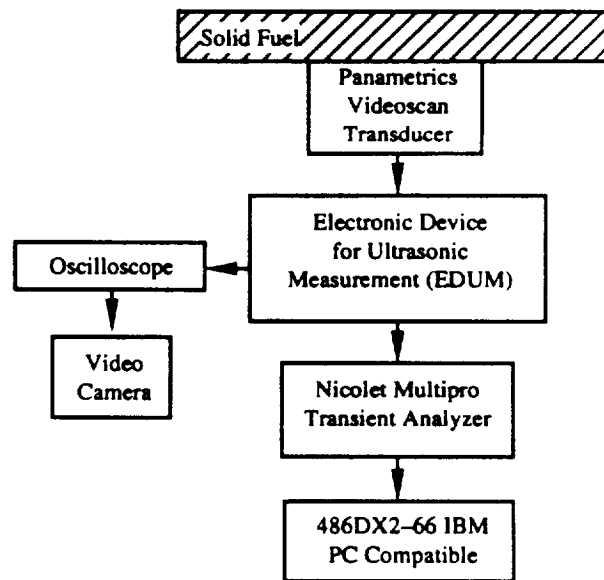 Solid Fuel
Panametrics
Videoscan
Transducer
Electronic Device
for Ultrasonic
Measurement (EDUM)
Oscilloscope
Video
Camera
Nicolet Multipro
Transient Analyzer
486DX2-66 IBM
PC Compatible